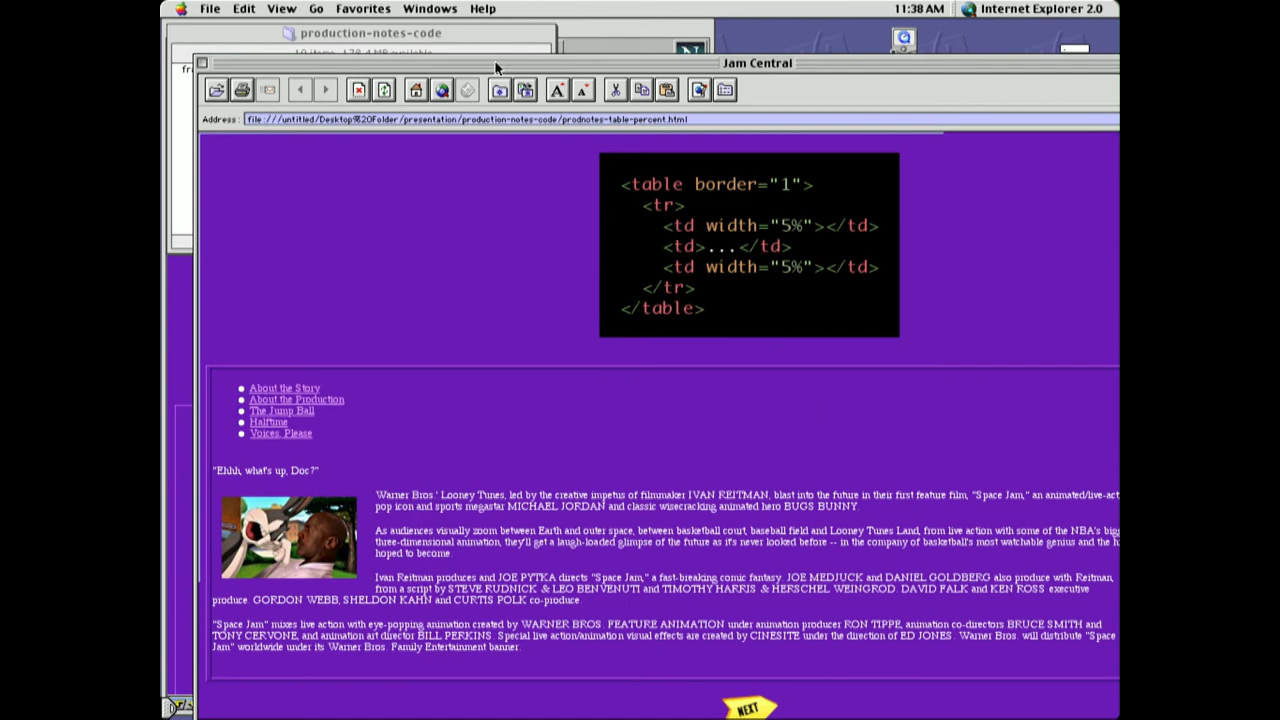 File Edit View Go Favorites Windows Help 11:38 AM Internet Explorer 2.0
production-notes-code
Jam Central
Address: file:///untitled/Desktop%20Folder/presentation/production-notes-code/prodnotes-table-percent.html
<table border="1">
<tr>
<td width="5%"></td>
<td>...</td>
<td width="5%"></td>
</tr>
</table>
About the Story
About the Production
The Jump Ball
Halftime
Voices, Please
"Ehhh, what's up, Doc?"
Warner Bros.' Looney Tunes, led by the creative impetus of filmmaker IVAN REITMAN, blast into the future in their first feature film, "Space Jam," an animated/live-act
pop icon and sports megastar MICHAEL JORDAN and classic wisecracking animated hero BUGS BUNNY.
As audiences visually zoom between Earth and outer space, between basketball court, baseball field and Looney Tunes Land, from live action with some of the NBA's bigg
three-dimensional animation, they'll get a laugh-loaded glimpse of the future as it's never looked before -- in the company of basketball's most watchable genius and the h
hoped to become.
Ivan Reitman produces and JOE PYTKA directs "Space Jam," a fast-breaking comic fantasy. JOE MEDJUCK and DANIEL GOLDBERG also produce with Reitman,
from a script by STEVE RUDNICK & LEO BENVENUTI and TIMOTHY HARRIS & HERSCHEL WEINGROD. DAVID FALK and KEN ROSS executive
produce. GORDON WEBB, SHELDON KAHN and CURTIS POLK co-produce.
"Space Jam" mixes live action with eye-popping animation created by WARNER BROS. FEATURE ANIMATION under animation producer RON TIPPE, animation co-directors BRUCE SMITH and
TONY CERVONE, and animation art director BILL PERKINS. Special live action/animation visual effects are created by CINESITE under the direction of ED JONES. Warner Bros. will distribute "Space
Jam" worldwide under its Warner Bros. Family Entertainment banner.
NEXT